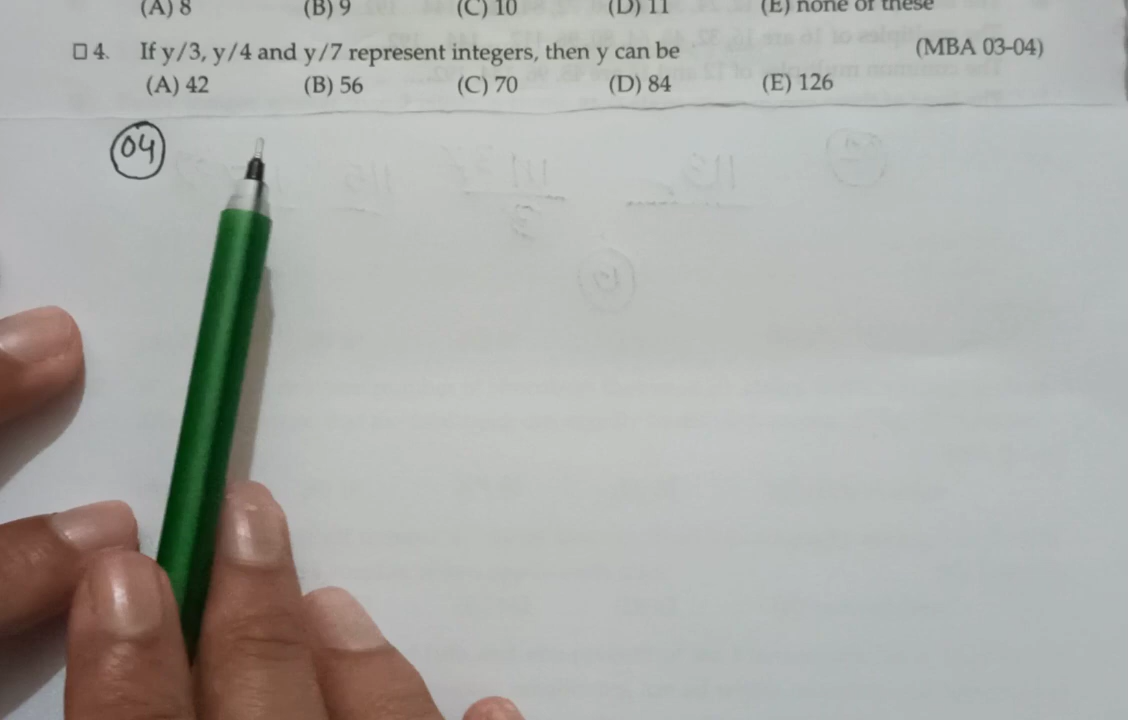 (A) 8 (B) 9 (C) 10 (D) 11 (E) none of these
□ 4. If y/3, y/4 and y/7 represent integers, then y can be (MBA 03-04)
(A) 42 (B) 56 (C) 70 (D) 84 (E) 126
04